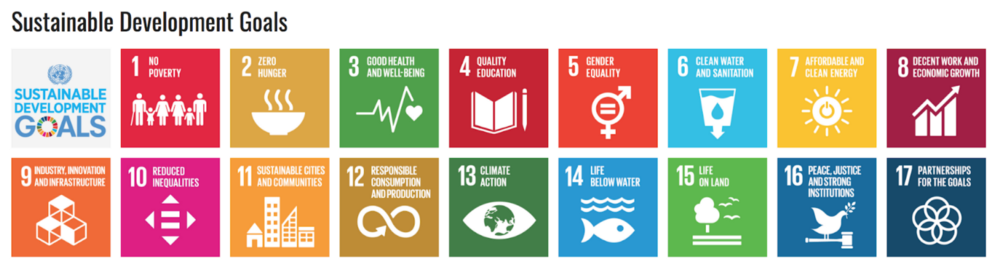 Sustainable Development Goals
SUSTAINABLE
DEVELOPMENT
GOALS
1 NO
POVERTY
2 ZERO
HUNGER
3 GOOD HEALTH
AND WELL-BEING
4 QUALITY
EDUCATION
5 GENDER
EQUALITY
6 CLEAN WATER
AND SANITATION
7 AFFORDABLE AND
CLEAN ENERGY
8 DECENT WORK AND
ECONOMIC GROWTH
9 INDUSTRY, INNOVATION
AND INFRASTRUCTURE
10 REDUCED
INEQUALITIES
11 SUSTAINABLE CITIES
AND COMMUNITIES
12 RESPONSIBLE
CONSUMPTION
AND PRODUCTION
13 CLIMATE
ACTION
14 LIFE
BELOW WATER
15 LIFE
ON LAND
16 PEACE, JUSTICE
AND STRONG
INSTITUTIONS
17 PARTNERSHIPS
FOR THE GOALS